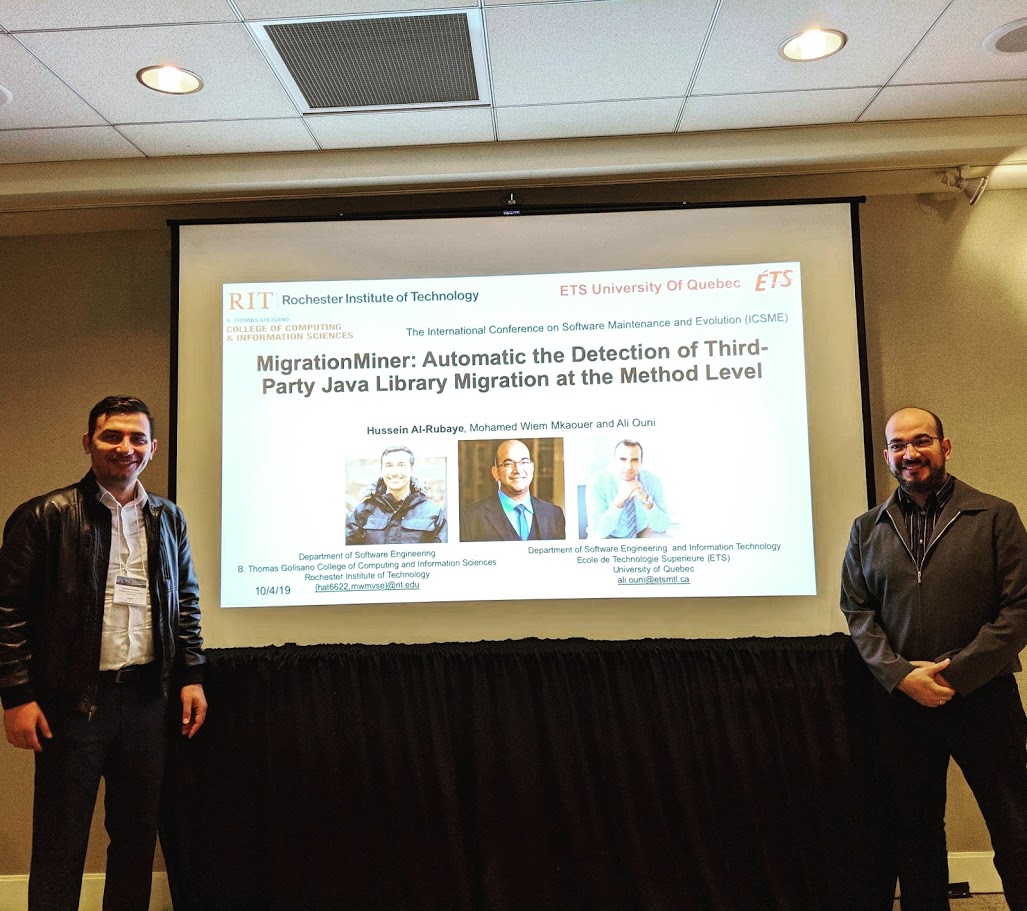 RIT Rochester Institute of Technology
ETS University Of Quebec ÉTS
B. THOMAS GOLISANO
COLLEGE OF COMPUTING
& INFORMATION SCIENCES
The International Conference on Software Maintenance and Evolution (ICSME)
MigrationMiner: Automatic the Detection of Third-
Party Java Library Migration at the Method Level
Hussein Al-Rubaye, Mohamed Wiem Mkaouer and Ali Ouni
Department of Software Engineering
B. Thomas Golisano College of Computing and Information Sciences
Rochester Institute of Technology
{hat6622,mwmvse}@rit.edu
Department of Software Engineering and Information Technology
Ecole de Technologie Superieure (ETS)
University of Quebec
ali.ouni@etsmtl.ca
10/4/19